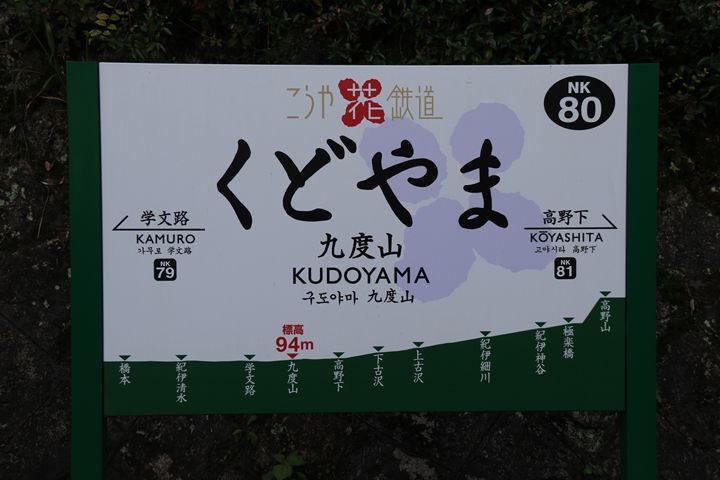 こうや花鉄道
NK
80
くどやま
学文路
KAMURO
가무로 学文路
NK
79
九度山
KUDOYAMA
구도야마 九度山
高野下
KŌYASHITA
고야시타 高野下
NK
81
標高
94m
橋本
紀伊清水
学文路
九度山
高野下
下古沢
上古沢
紀伊細川
紀伊神谷
極楽橋
高野山